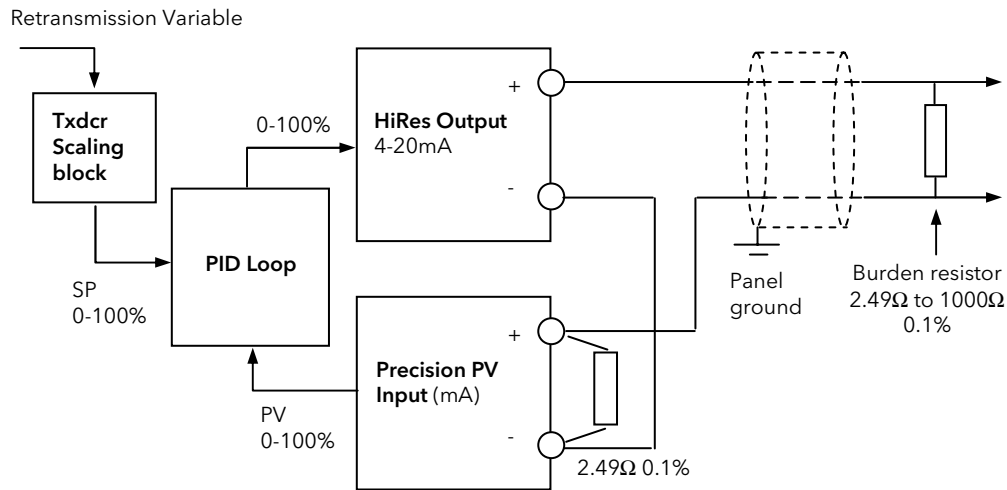 Retransmission Variable
Txdcr
Scaling
block
0-100%
HiRes Output
4-20mA
+
-
PID Loop
SP
0-100%
Panel
ground
Burden resistor
2.49Ω to 1000Ω
0.1%
Precision PV
Input (mA)
+
-
PV
0-100%
2.49Ω 0.1%